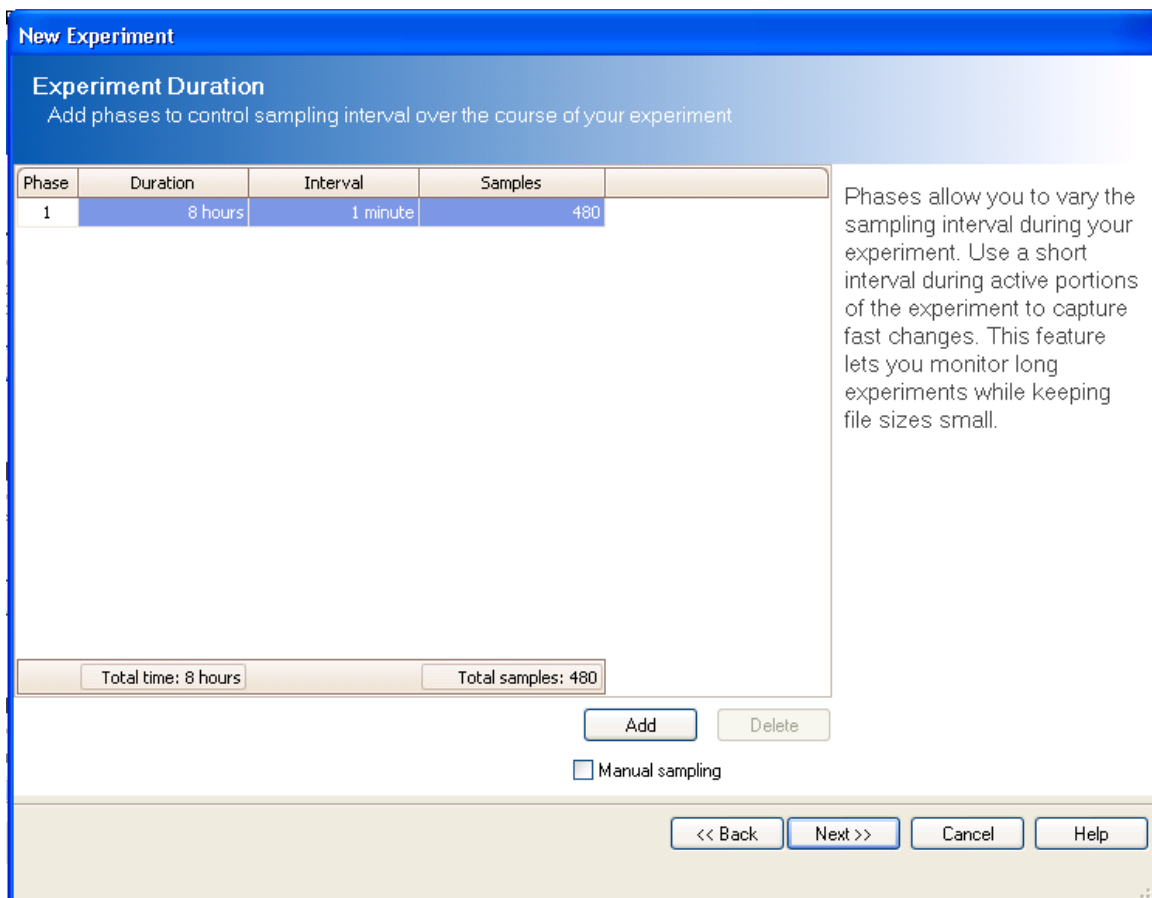 New Experiment
Experiment Duration
Add phases to control sampling interval over the course of your experiment
Phase Duration Interval Samples
1 8 hours 1 minute 480
Phases allow you to vary the
sampling interval during your
experiment. Use a short
interval during active portions
of the experiment to capture
fast changes. This feature
lets you monitor long
experiments while keeping
file sizes small.
Total time: 8 hours Total samples: 480
Add Delete
Manual sampling
<< Back Next >> Cancel Help